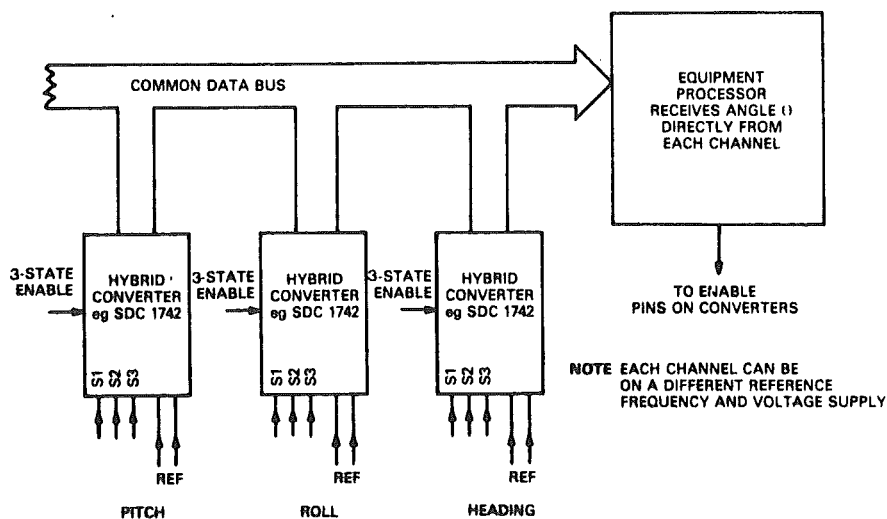 COMMON DATA BUS
EQUIPMENT
PROCESSOR
RECEIVES ANGLE θ
DIRECTLY FROM
EACH CHANNEL
3-STATE
ENABLE
HYBRID
CONVERTER
eg SDC 1742
S1
S2
S3
REF
PITCH
3-STATE
ENABLE
HYBRID
CONVERTER
eg SDC 1742
S1
S2
S3
REF
ROLL
3-STATE
ENABLE
HYBRID
CONVERTER
eg SDC 1742
S1
S2
S3
REF
HEADING
TO ENABLE
PINS ON CONVERTERS
NOTE EACH CHANNEL CAN BE
ON A DIFFERENT REFERENCE
FREQUENCY AND VOLTAGE SUPPLY